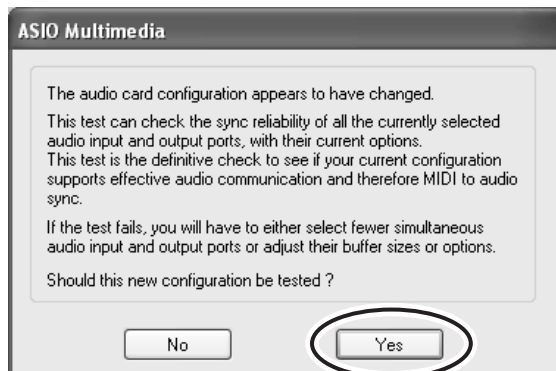 ASIO Multimedia
The audio card configuration appears to have changed.
This test can check the sync reliability of all the currently selected
audio input and output ports, with their current options.
This test is the definitive check to see if your current configuration
supports effective audio communication and therefore MIDI to audio
sync.
If the test fails, you will have to either select fewer simultaneous
audio input and output ports or adjust their buffer sizes or options.
Should this new configuration be tested ?
No
Yes